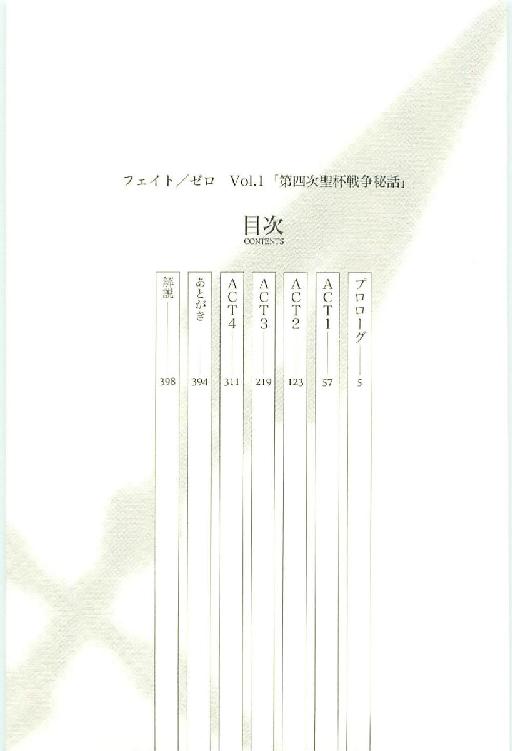 フェイト／ゼロ　Vol.1「第四次聖杯戦争秘話」
目次
CONTENTS
プロローグ――5
ACT1――57
ACT2――123
ACT3――219
ACT4――311
あとがき――394
解説――398